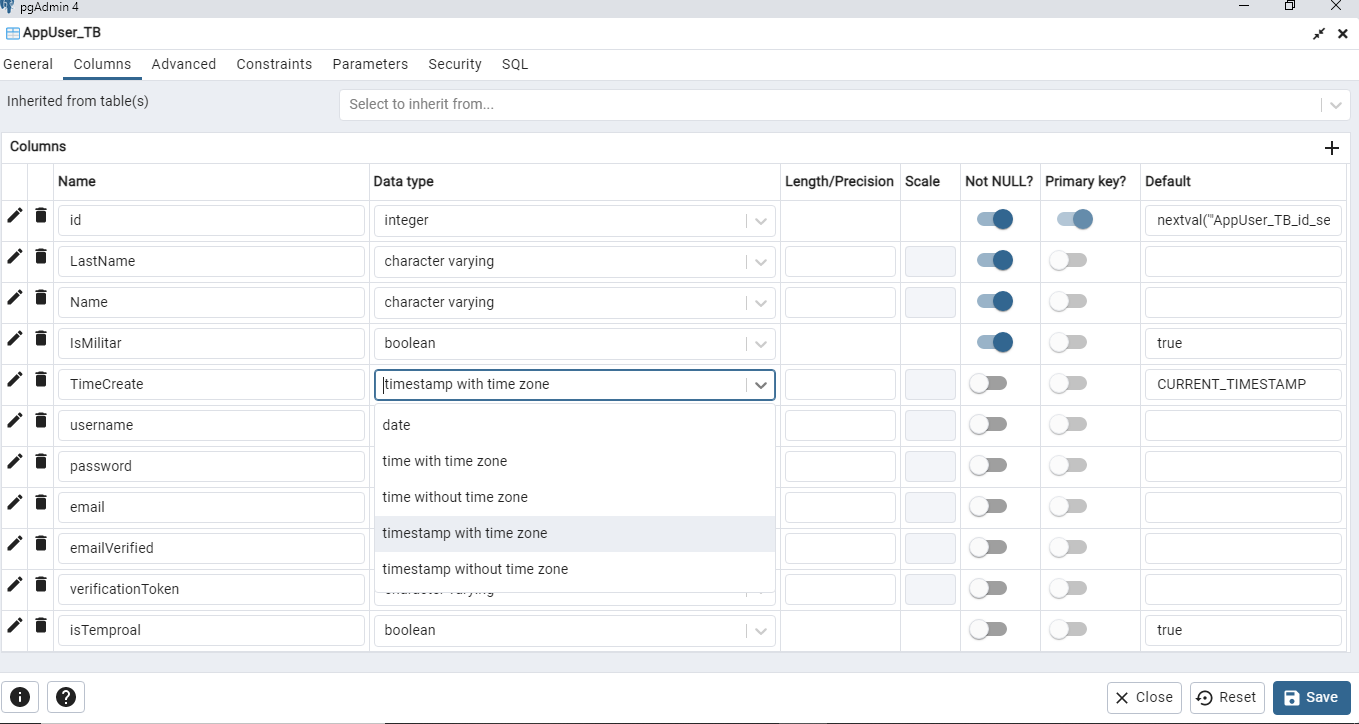 pgAdmin 4
AppUser_TB
General Columns Advanced Constraints Parameters Security SQL
Inherited from table(s) Select to inherit from...
Columns
Name Data type Length/Precision Scale Not NULL? Primary key? Default
id integer nextval('"AppUser_TB_id_se
LastName character varying
Name character varying
IsMilitar boolean true
TimeCreate timestamp with time zone CURRENT_TIMESTAMP
username date
password time with time zone
email time without time zone
emailVerified timestamp with time zone
verificationToken timestamp without time zone
character varying
isTemproal boolean true
Close Reset Save